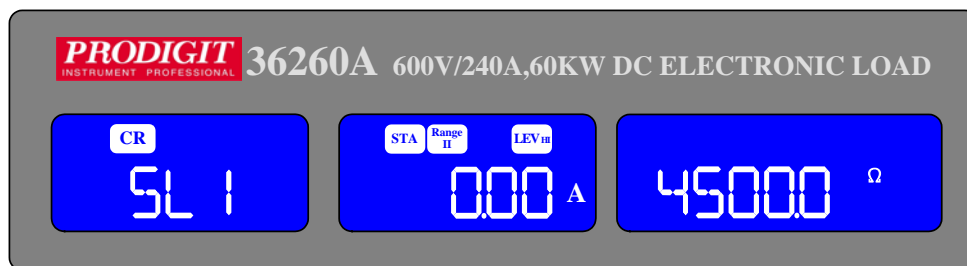 PRODIGIT
INSTRUMENT PROFESSIONAL
36260A 600V/240A,60KW DC ELECTRONIC LOAD
CR
SL 1
STA Range II LEV HI
0.00 A
4500.0 Ω